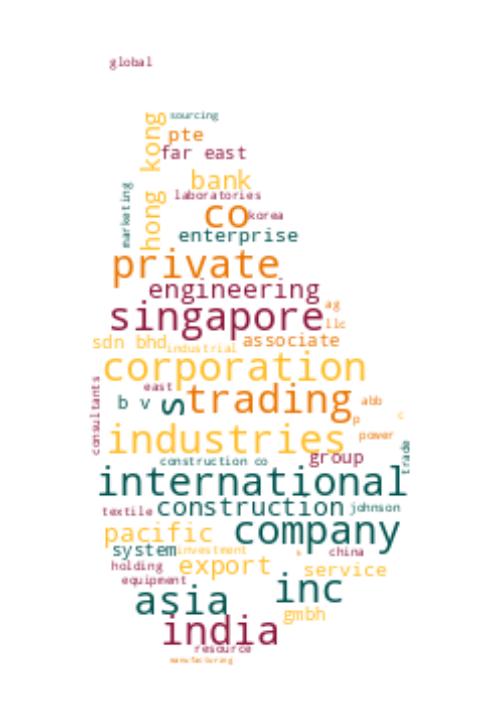 global
sourcing
hong kong
pte
far east
bank
marketing
laboratories
co
korea
enterprise
private
engineering
singapore
ag
llc
sdn bhd
industrial
associate
corporation
consultants
east
b v
s
trading
abb
c
p
industries
power
construction co
group
trade
international
textile
construction
johnson
pacific
company
system
investment
s
china
holding
export
service
equipment
asia
inc
gmbh
india
resource
manufacturing